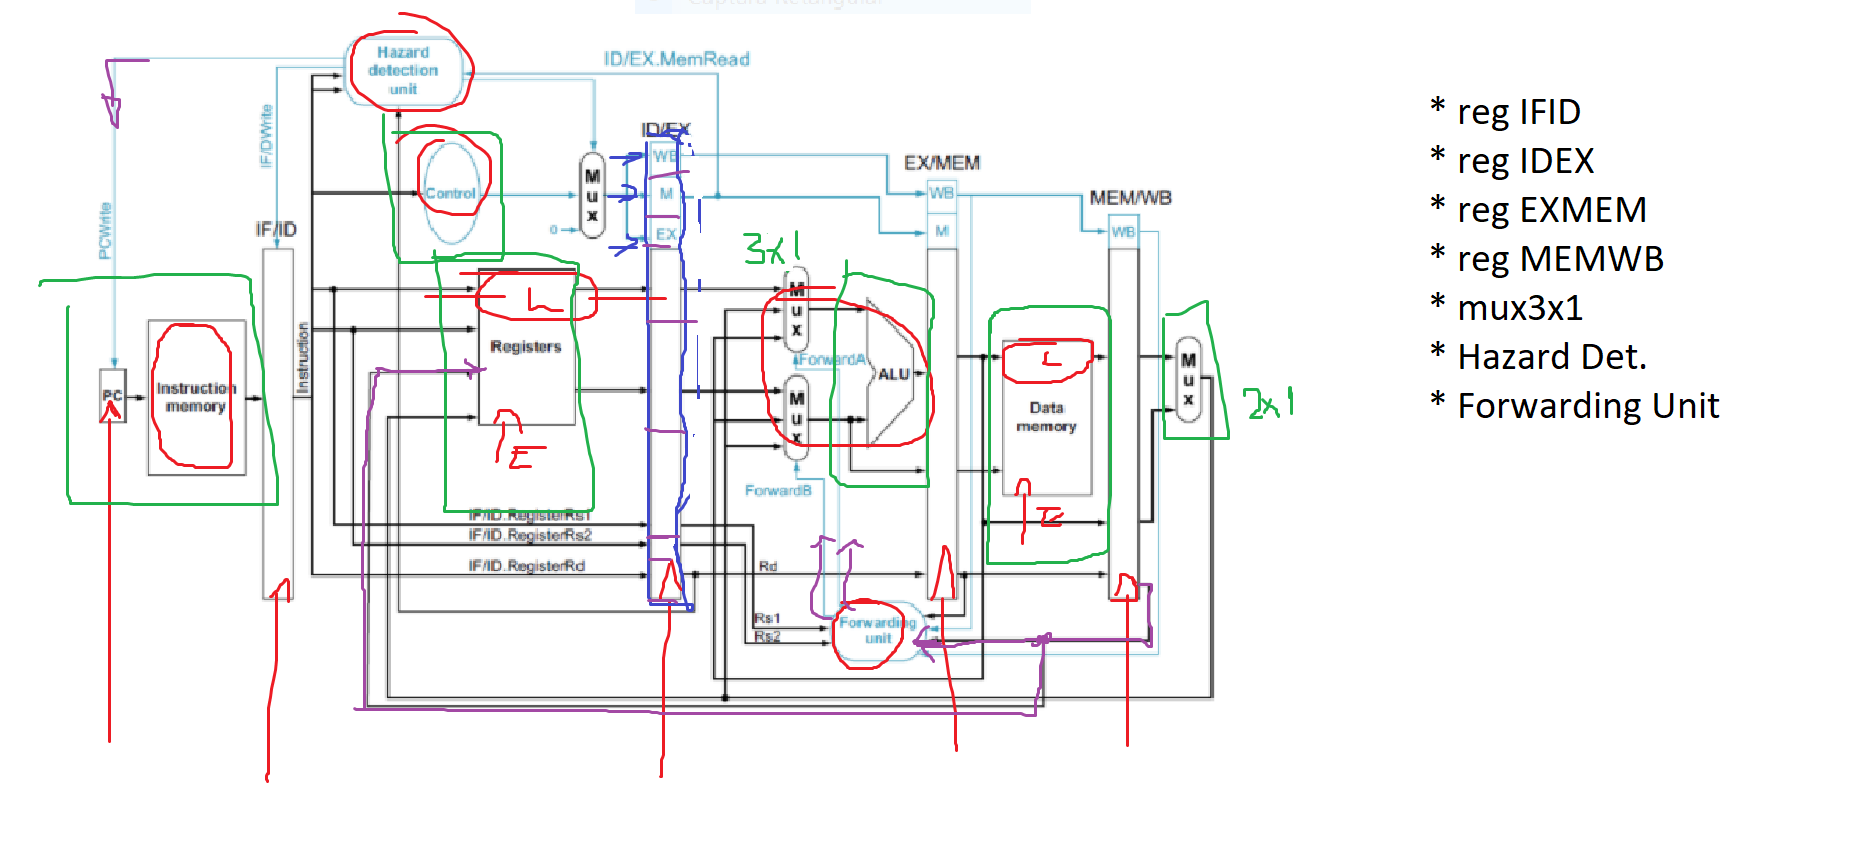 Captura Retangular
Hazard
detection
unit
ID/EX.MemRead
IF/DWrite
PCWrite
Control
0
M
u
x
ID/EX
WB
M
EX
EX/MEM
WB
M
MEM/WB
WB
IF/ID
Instruction
PC
Instruction
memory
L
Registers
E
3x1
M
u
x
ForwardA
M
u
x
ForwardB
ALU
L
Data
memory
E
M
u
x
2x1
IF/ID.RegisterRs1
IF/ID.RegisterRs2
IF/ID.RegisterRd
Rd
Rs1
Rs2
Forwarding
unit
* reg IFID
* reg IDEX
* reg EXMEM
* reg MEMWB
* mux3x1
* Hazard Det.
* Forwarding Unit